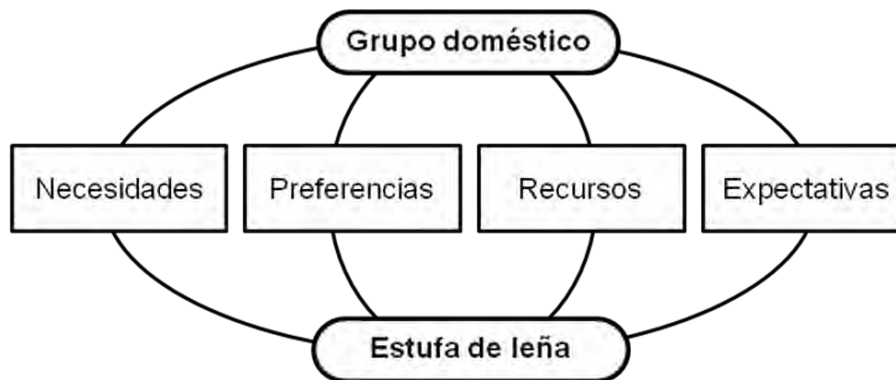 Grupo doméstico
Necesidades
Preferencias
Recursos
Expectativas
Estufa de leña